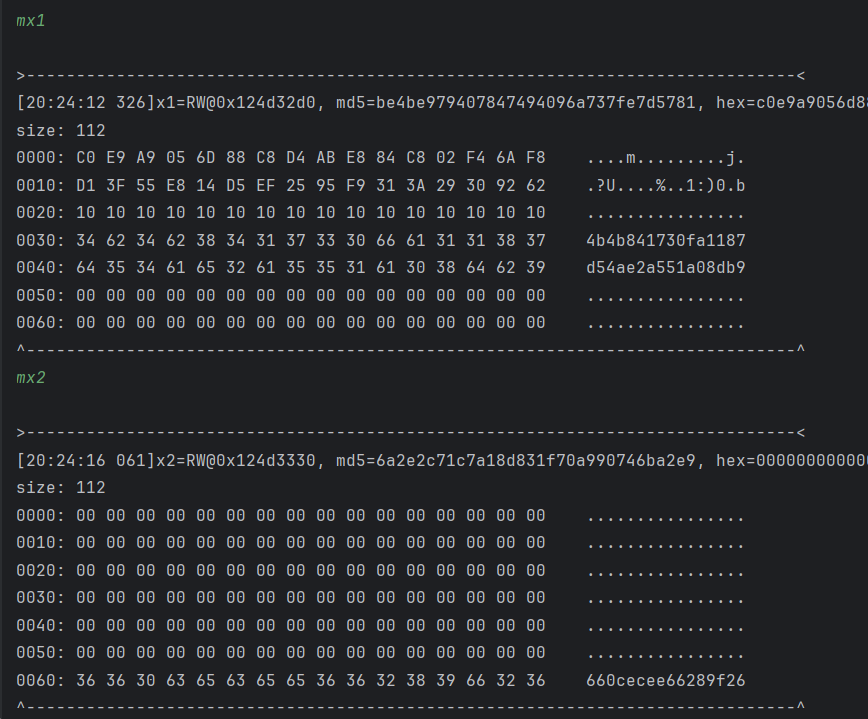 mx1
>-----------------------------------------------------------------------------<
[20:24:12 326]x1=RW@0x124d32d0, md5=be4be979407847494096a737fe7d5781, hex=c0e9a9056d88
size: 112
0000: C0 E9 A9 05 6D 88 C8 D4 AB E8 84 C8 02 F4 6A F8    ....m.........j.
0010: D1 3F 55 E8 14 D5 EF 25 95 F9 31 3A 29 30 92 62    .?U....%..1:)0.b
0020: 10 10 10 10 10 10 10 10 10 10 10 10 10 10 10 10    ................
0030: 34 62 34 62 38 34 31 37 33 30 66 61 31 31 38 37    4b4b841730fa1187
0040: 64 35 34 61 65 32 61 35 35 31 61 30 38 64 62 39    d54ae2a551a08db9
0050: 00 00 00 00 00 00 00 00 00 00 00 00 00 00 00 00    ................
0060: 00 00 00 00 00 00 00 00 00 00 00 00 00 00 00 00    ................
^-----------------------------------------------------------------------------^
mx2
>-----------------------------------------------------------------------------<
[20:24:16 061]x2=RW@0x124d3330, md5=6a2e2c71c7a18d831f70a990746ba2e9, hex=000000000000
size: 112
0000: 00 00 00 00 00 00 00 00 00 00 00 00 00 00 00 00    ................
0010: 00 00 00 00 00 00 00 00 00 00 00 00 00 00 00 00    ................
0020: 00 00 00 00 00 00 00 00 00 00 00 00 00 00 00 00    ................
0030: 00 00 00 00 00 00 00 00 00 00 00 00 00 00 00 00    ................
0040: 00 00 00 00 00 00 00 00 00 00 00 00 00 00 00 00    ................
0050: 00 00 00 00 00 00 00 00 00 00 00 00 00 00 00 00    ................
0060: 36 36 30 63 65 63 65 65 36 36 32 38 39 66 32 36    660cecee66289f26
^-----------------------------------------------------------------------------^